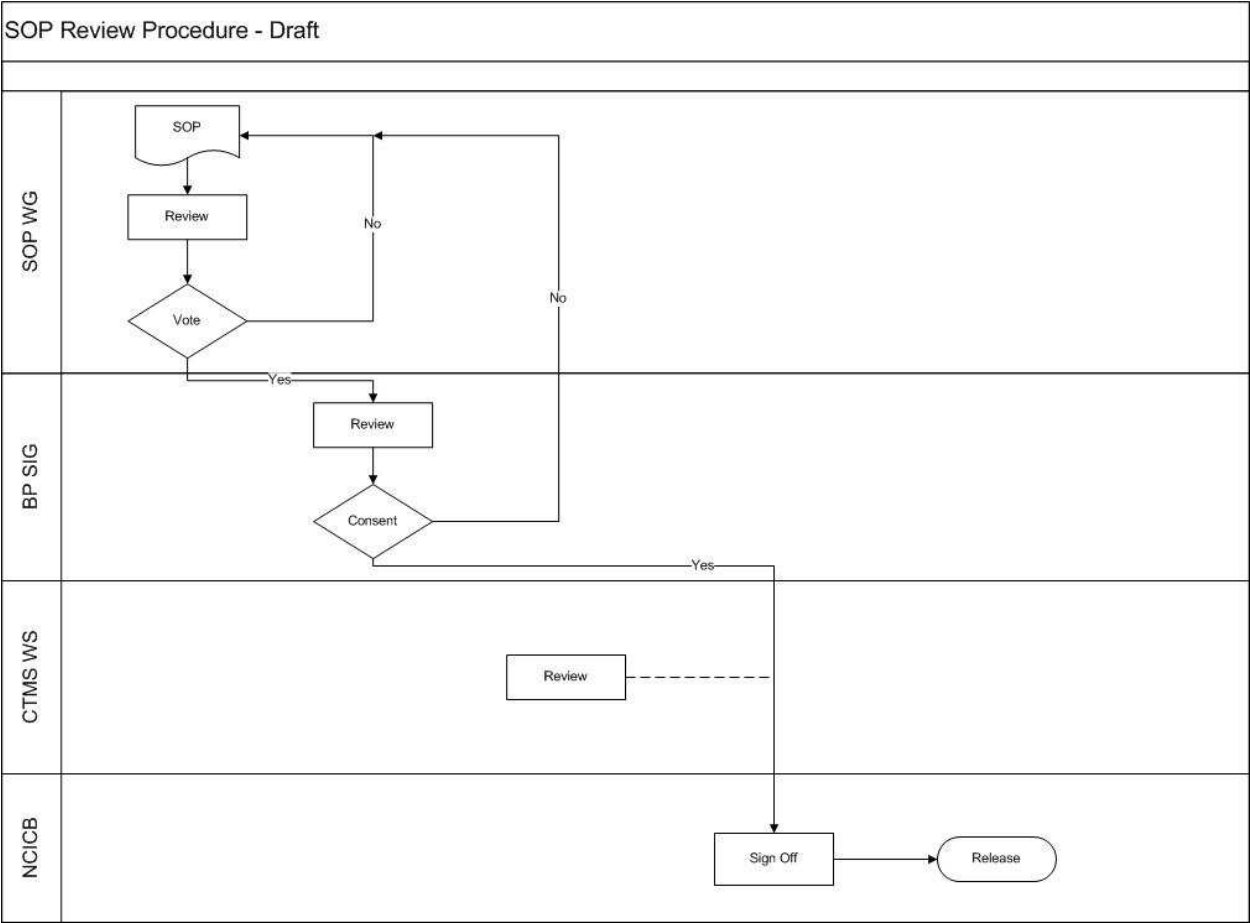 SOP Review Procedure - Draft
SOP WG
SOP
Review
No
Vote
No
Yes
BP SIG
Review
Consent
Yes
CTMS WS
Review
NCICB
Sign Off
Release